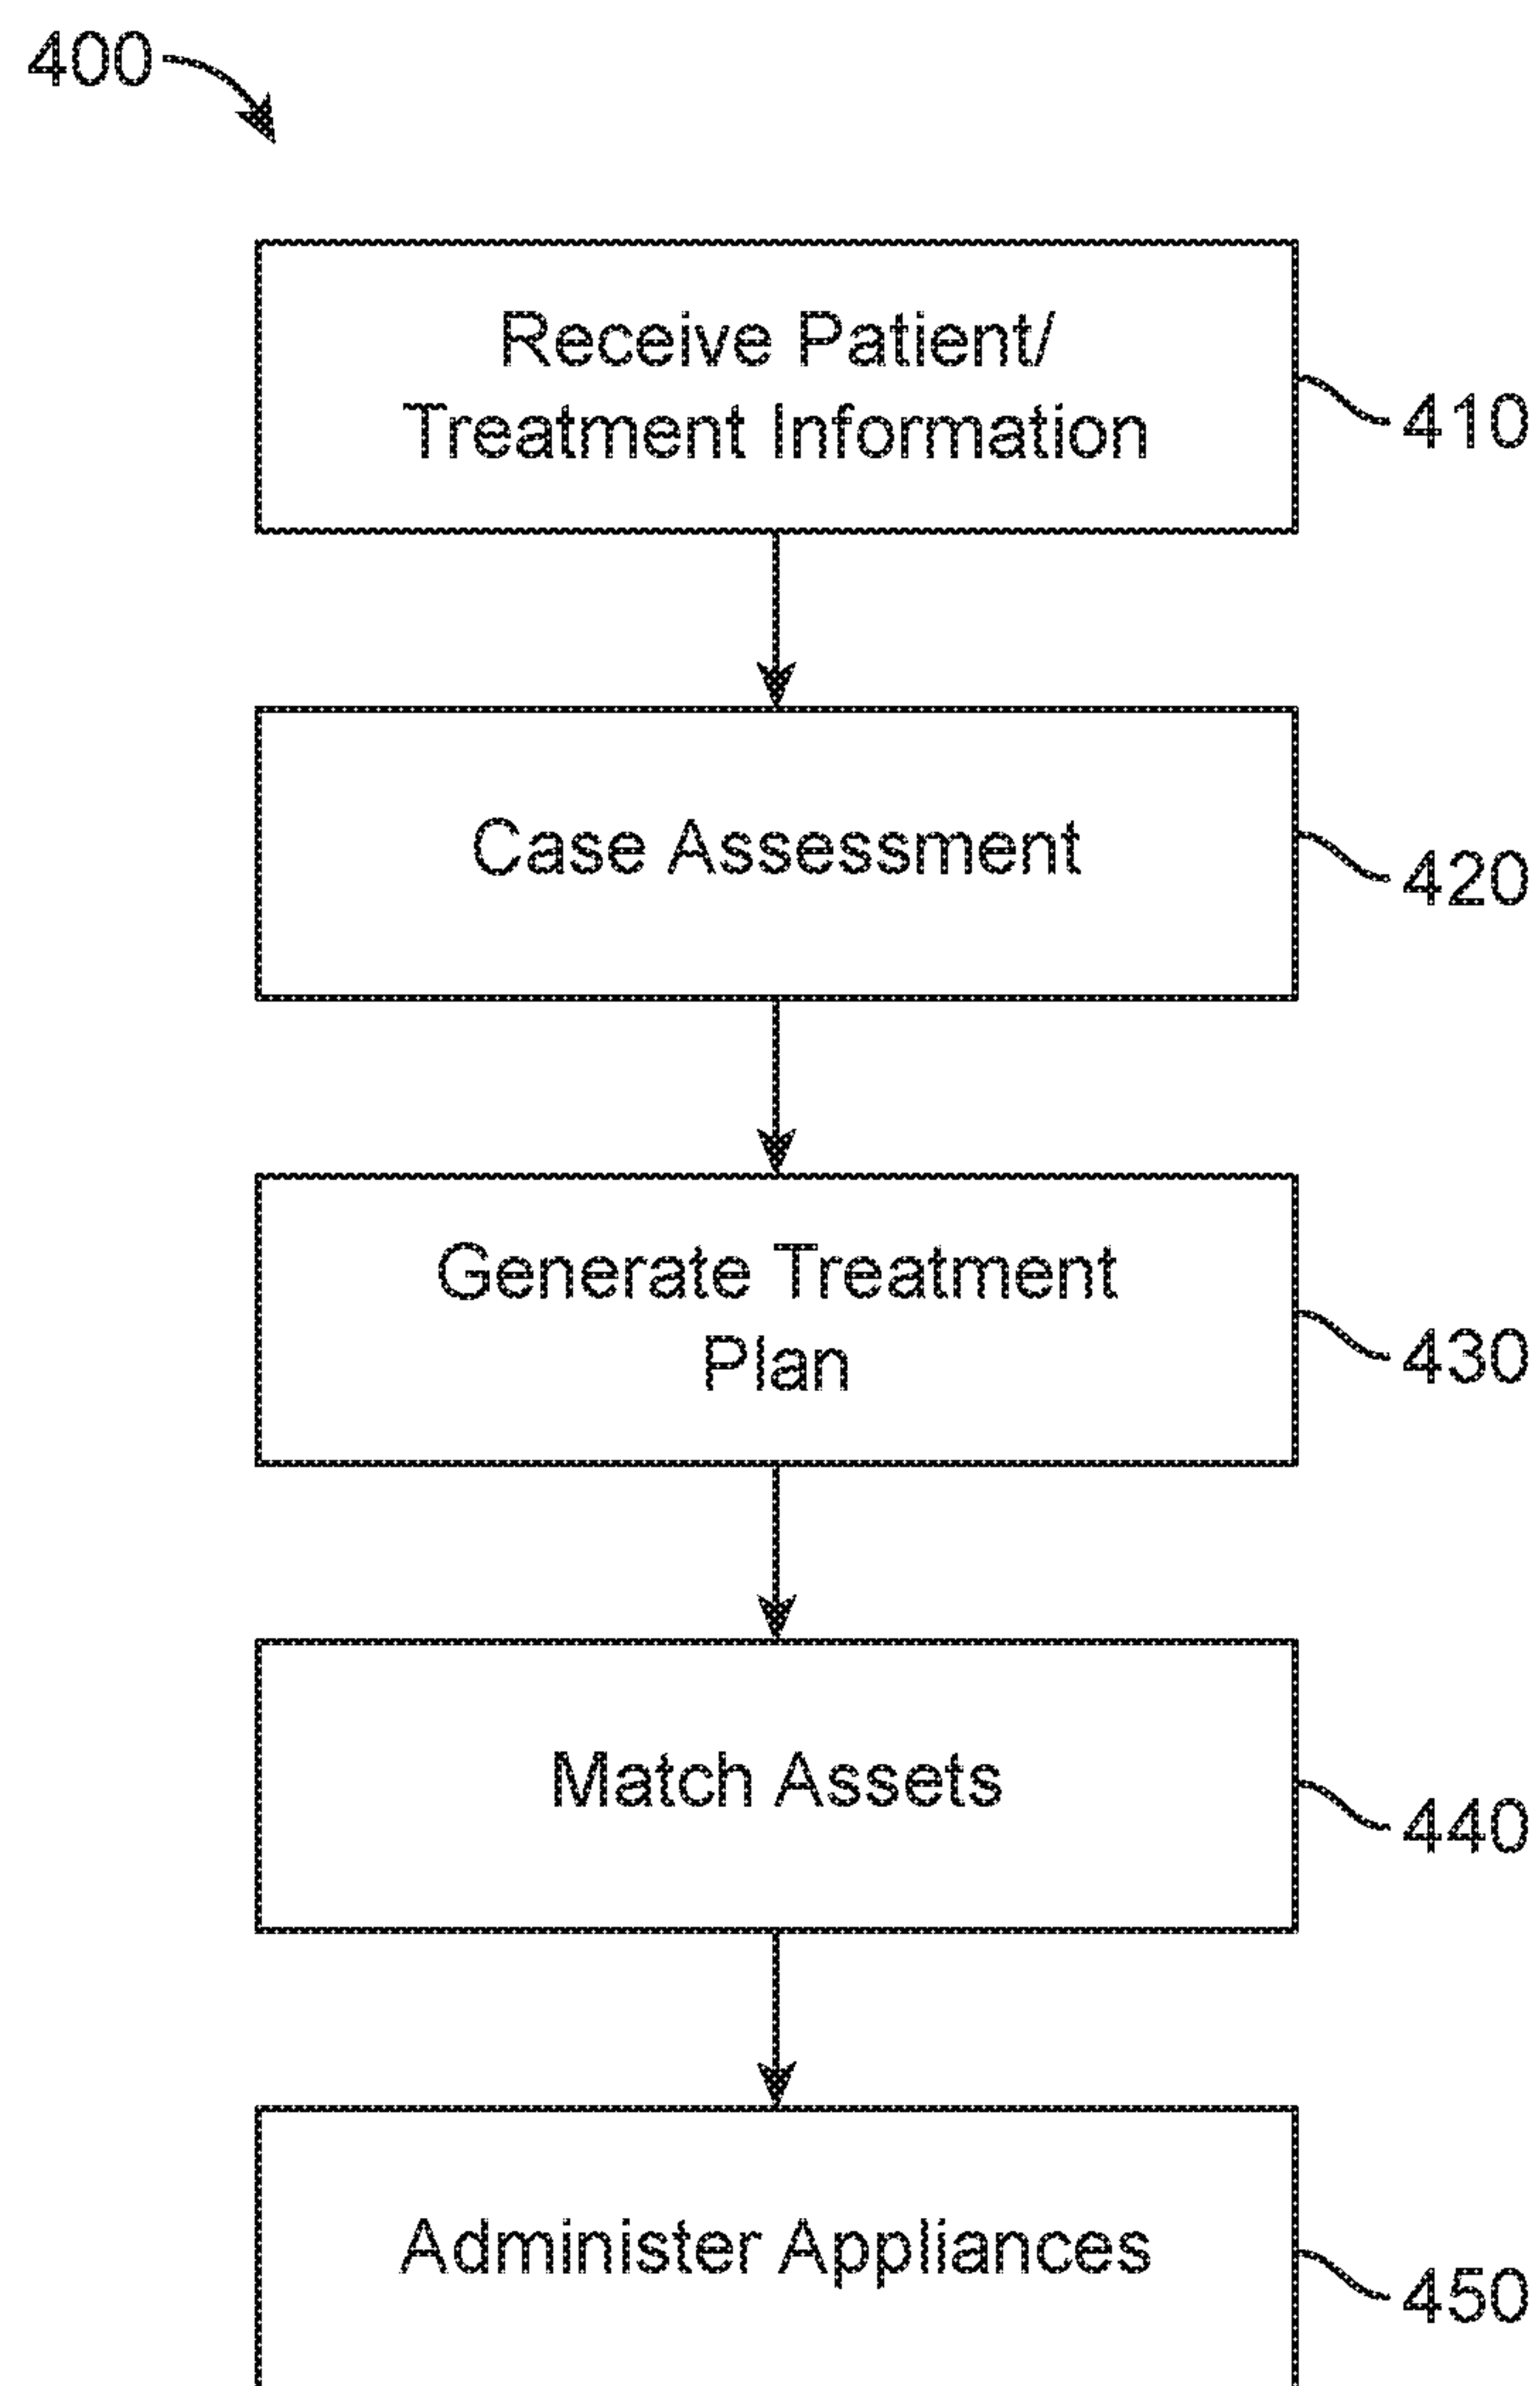 400
Receive Patient/
Treatment Information
410
Case Assessment
420
Generate Treatment
Plan
430
Match Assets
440
Administer Appliances
450